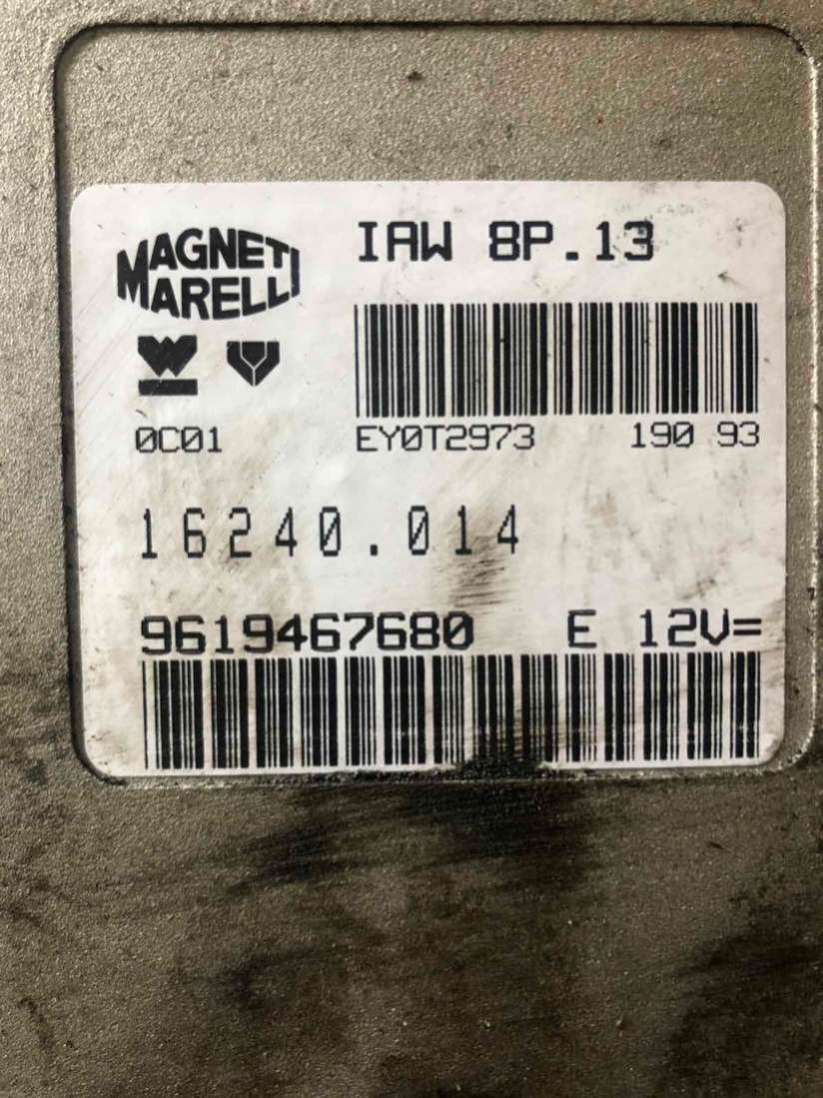 MAGNETI
MARELLI
IAW 8P.13
0C01
EY0T2973 190 93
16240.014
9619467680 E 12V=